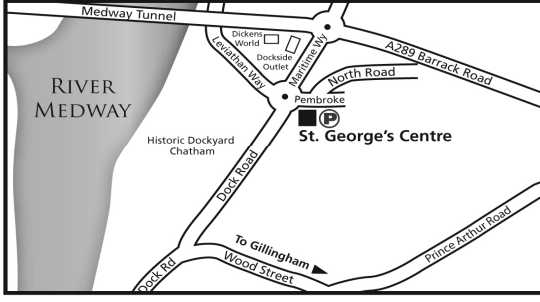 Medway Tunnel
Dickens
World
Dockside
Outlet
Leviathan Way
Maritime Wy
A289 Barrack Road
North Road
Pembroke
RIVER
MEDWAY
P
St. George's Centre
Historic Dockyard
Chatham
Dock Road
To Gillingham
Wood Street
Dock Rd
Prince Arthur Road